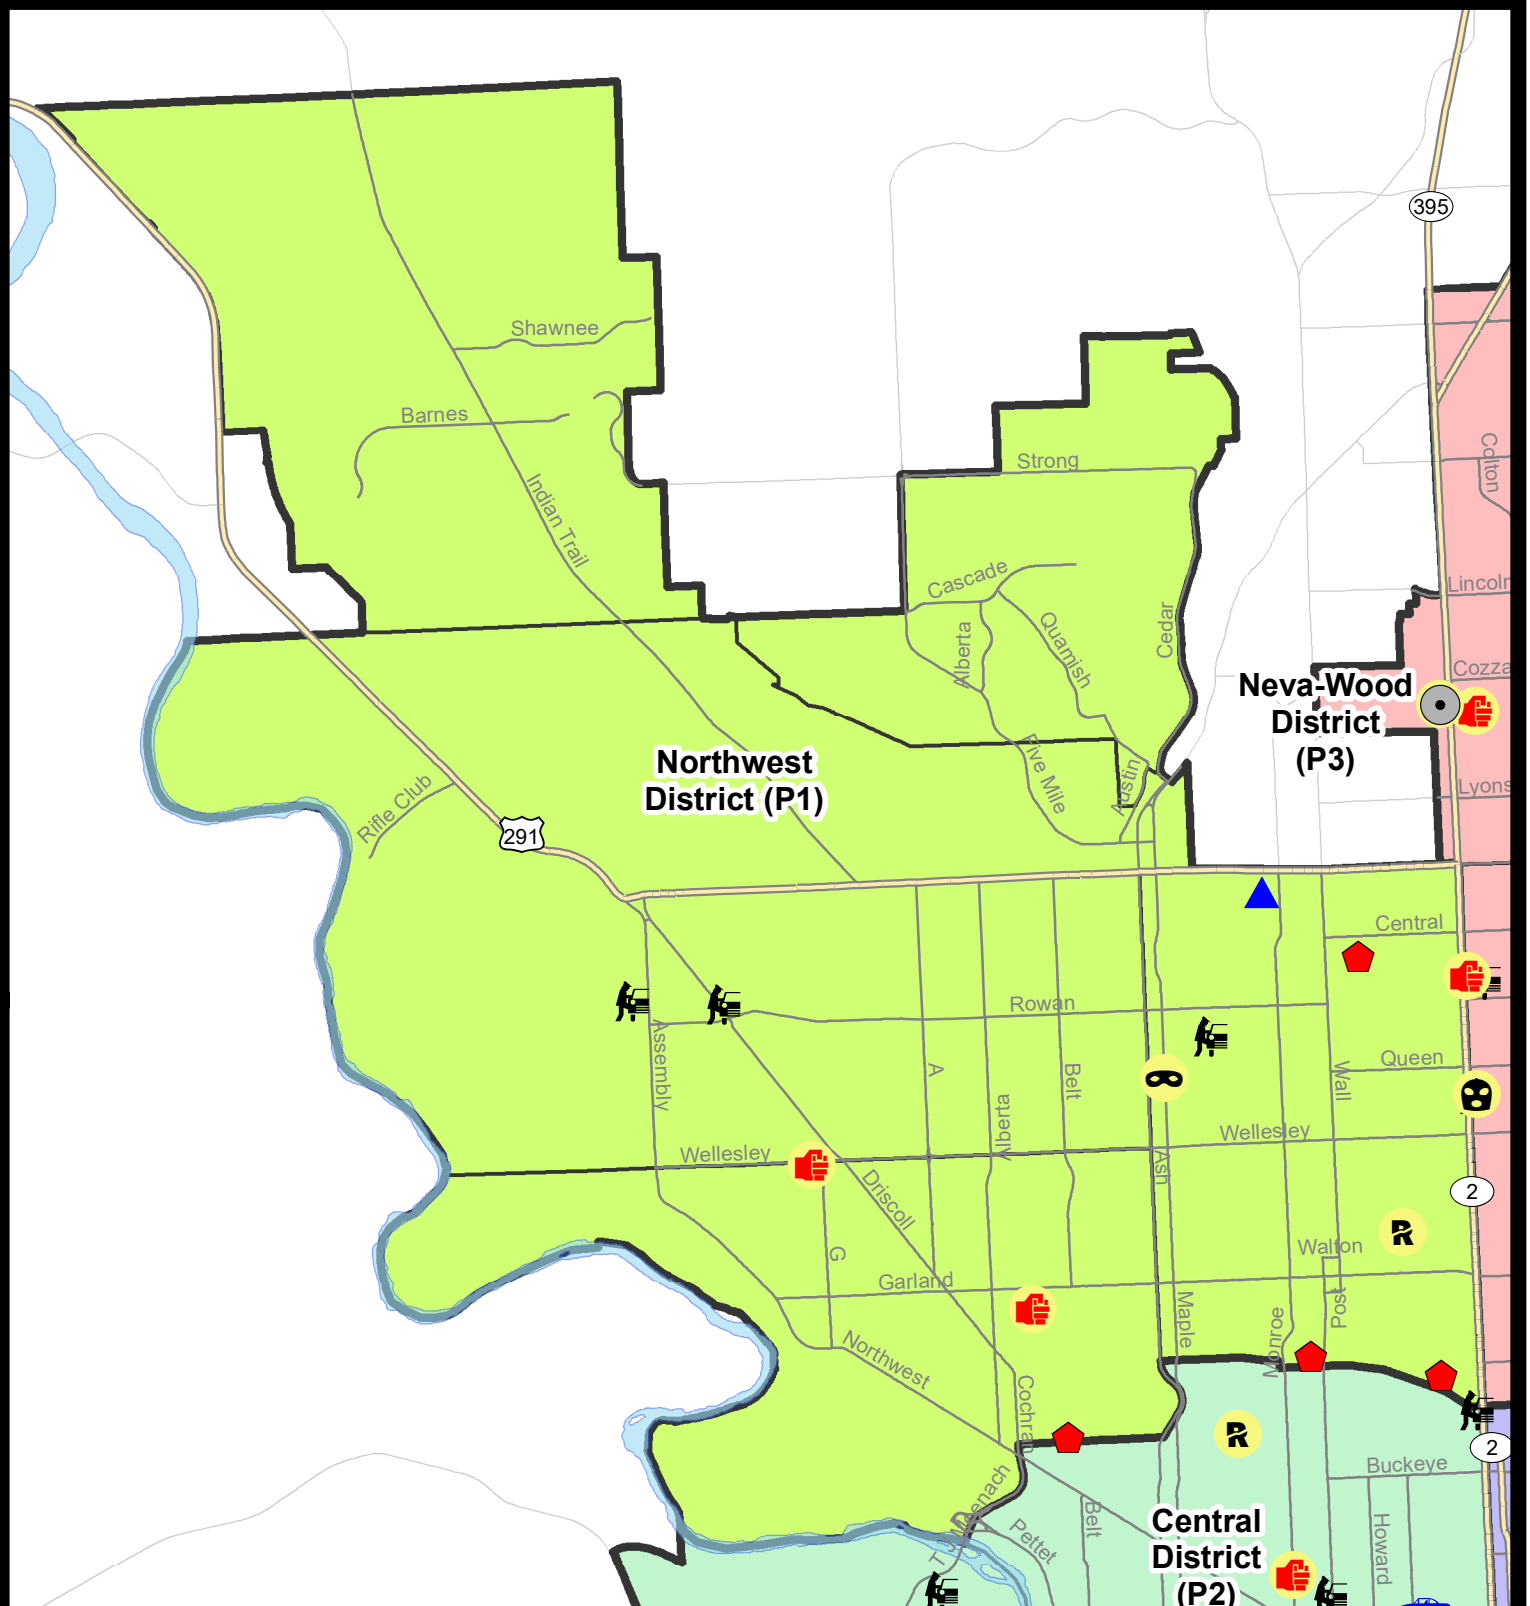 395
Shawnee
Barnes
Colton
Strong
Indian Trail
Cascade
Lincoln
Cedar
Quamish
Alberta
Cozza
Neva-Wood
District
(P3)
Northwest
District (P1)
Five Mile
Austin
Lyons
Rifle Club
291
Central
Rowan
Assembly
A
Belt
Wall
Queen
Alberta
Wellesley
Wellesley
Ash
Driscoll
2
G
Walton
Garland
Maple
Post
Monroe
Northwest
Cochran
2
Buckeye
Belt
Pettet
Howard
Central
District
(P2)